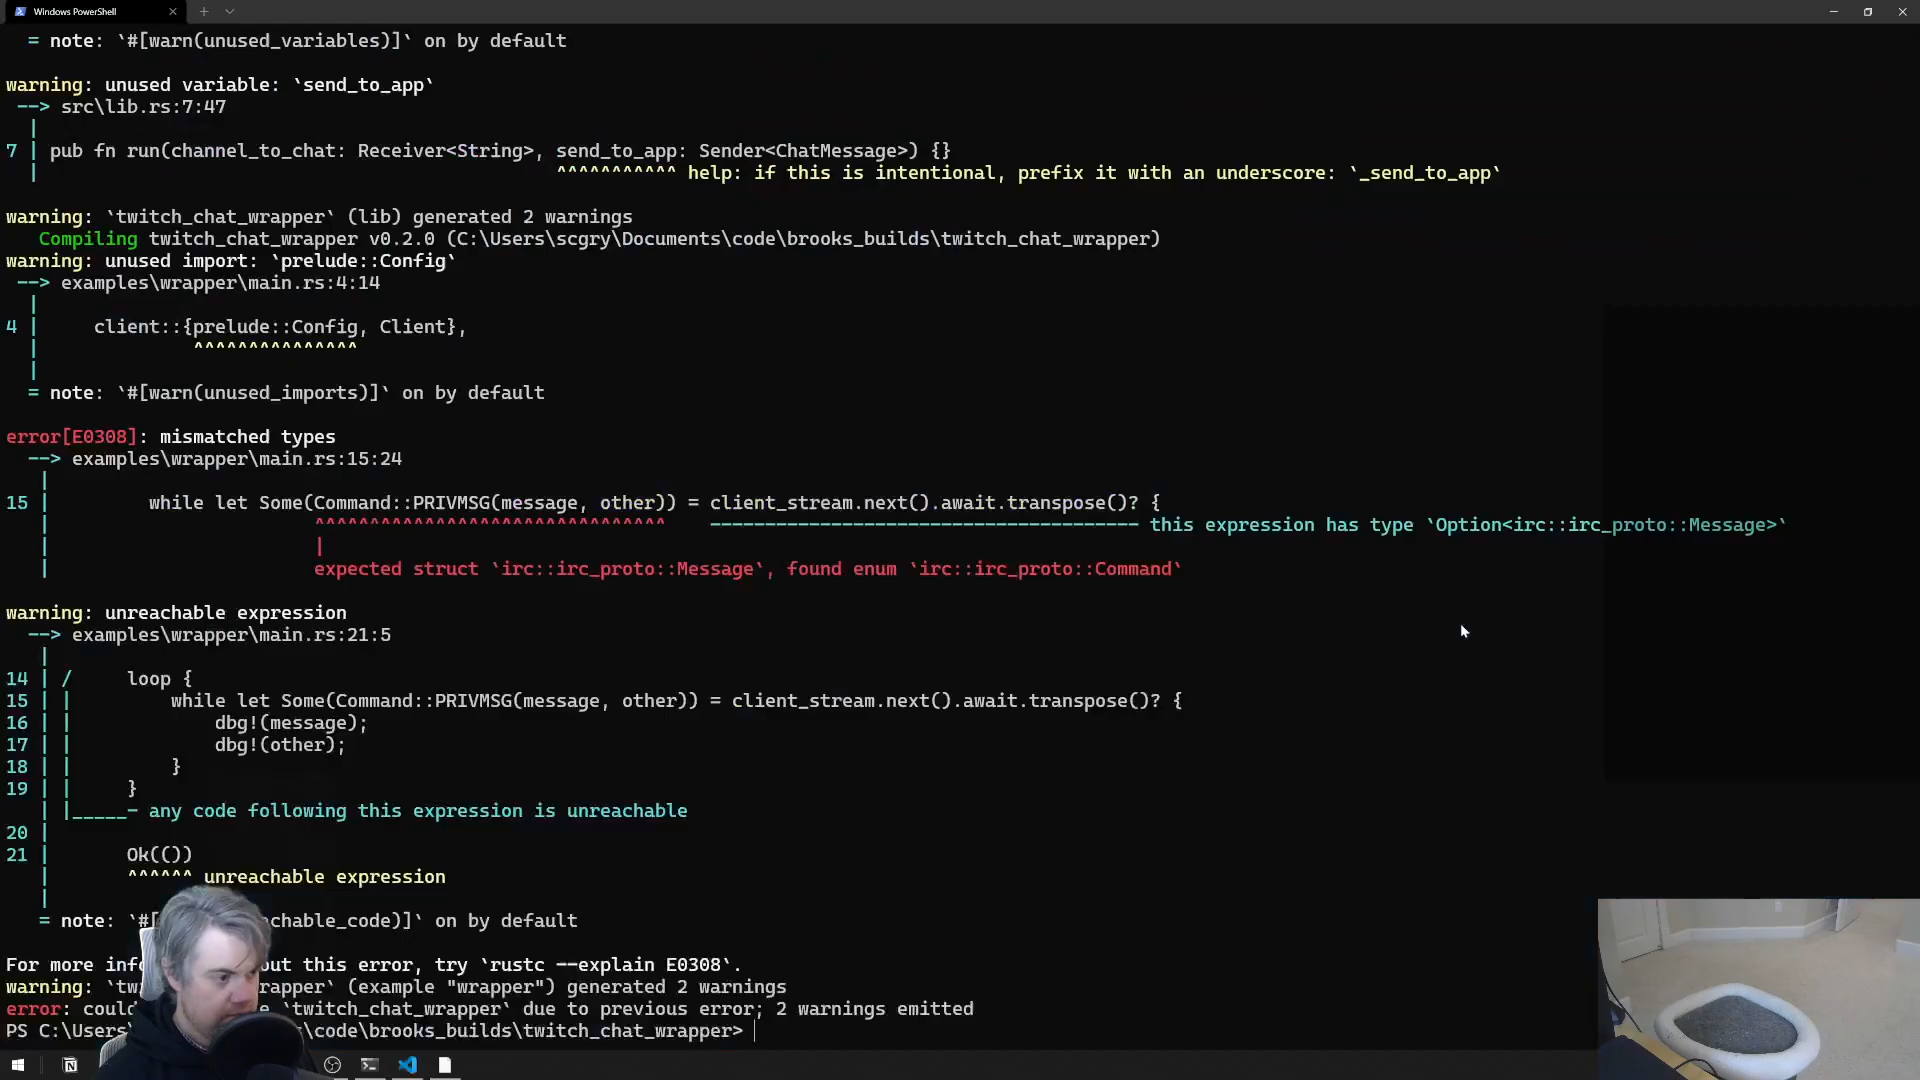 Windows PowerShell
= note: `#[warn(unused_variables)]` on by default
warning: unused variable: `send_to_app`
--> src\lib.rs:7:47
|
7 | pub fn run(channel_to_chat: Receiver<String>, send_to_app: Sender<ChatMessage>) {}
| ^^^^^^^^^^^ help: if this is intentional, prefix it with an underscore: `_send_to_app`
warning: `twitch_chat_wrapper` (lib) generated 2 warnings
Compiling twitch_chat_wrapper v0.2.0 (C:\Users\scgry\Documents\code\brooks_builds\twitch_chat_wrapper)
warning: unused import: `prelude::Config`
--> examples\wrapper\main.rs:4:14
|
4 | client::{prelude::Config, Client},
| ^^^^^^^^^^^^^^^
|
= note: `#[warn(unused_imports)]` on by default
error[E0308]: mismatched types
--> examples\wrapper\main.rs:15:24
|
15 | while let Some(Command::PRIVMSG(message, other)) = client_stream.next().await.transpose()? {
| ^^^^^^^^^^^^^^^^^^^^^^^^^^^^^^^^ --------------------------------------- this expression has type `Option<irc::irc_proto::Message>`
| |
| expected struct `irc::irc_proto::Message`, found enum `irc::irc_proto::Command`
warning: unreachable expression
--> examples\wrapper\main.rs:21:5
|
14 | / loop {
15 | | while let Some(Command::PRIVMSG(message, other)) = client_stream.next().await.transpose()? {
16 | | dbg!(message);
17 | | dbg!(other);
18 | | }
19 | | }
| |_____- any code following this expression is unreachable
20 |
21 | Ok(())
| ^^^^^^ unreachable expression
|
= note: `#[ achable_code)]` on by default
For more info out this error, try `rustc --explain E0308`.
warning: `tw rapper` (example "wrapper") generated 2 warnings
error: coul e `twitch_chat_wrapper` due to previous error; 2 warnings emitted
PS C:\Users\ \code\brooks_builds\twitch_chat_wrapper>